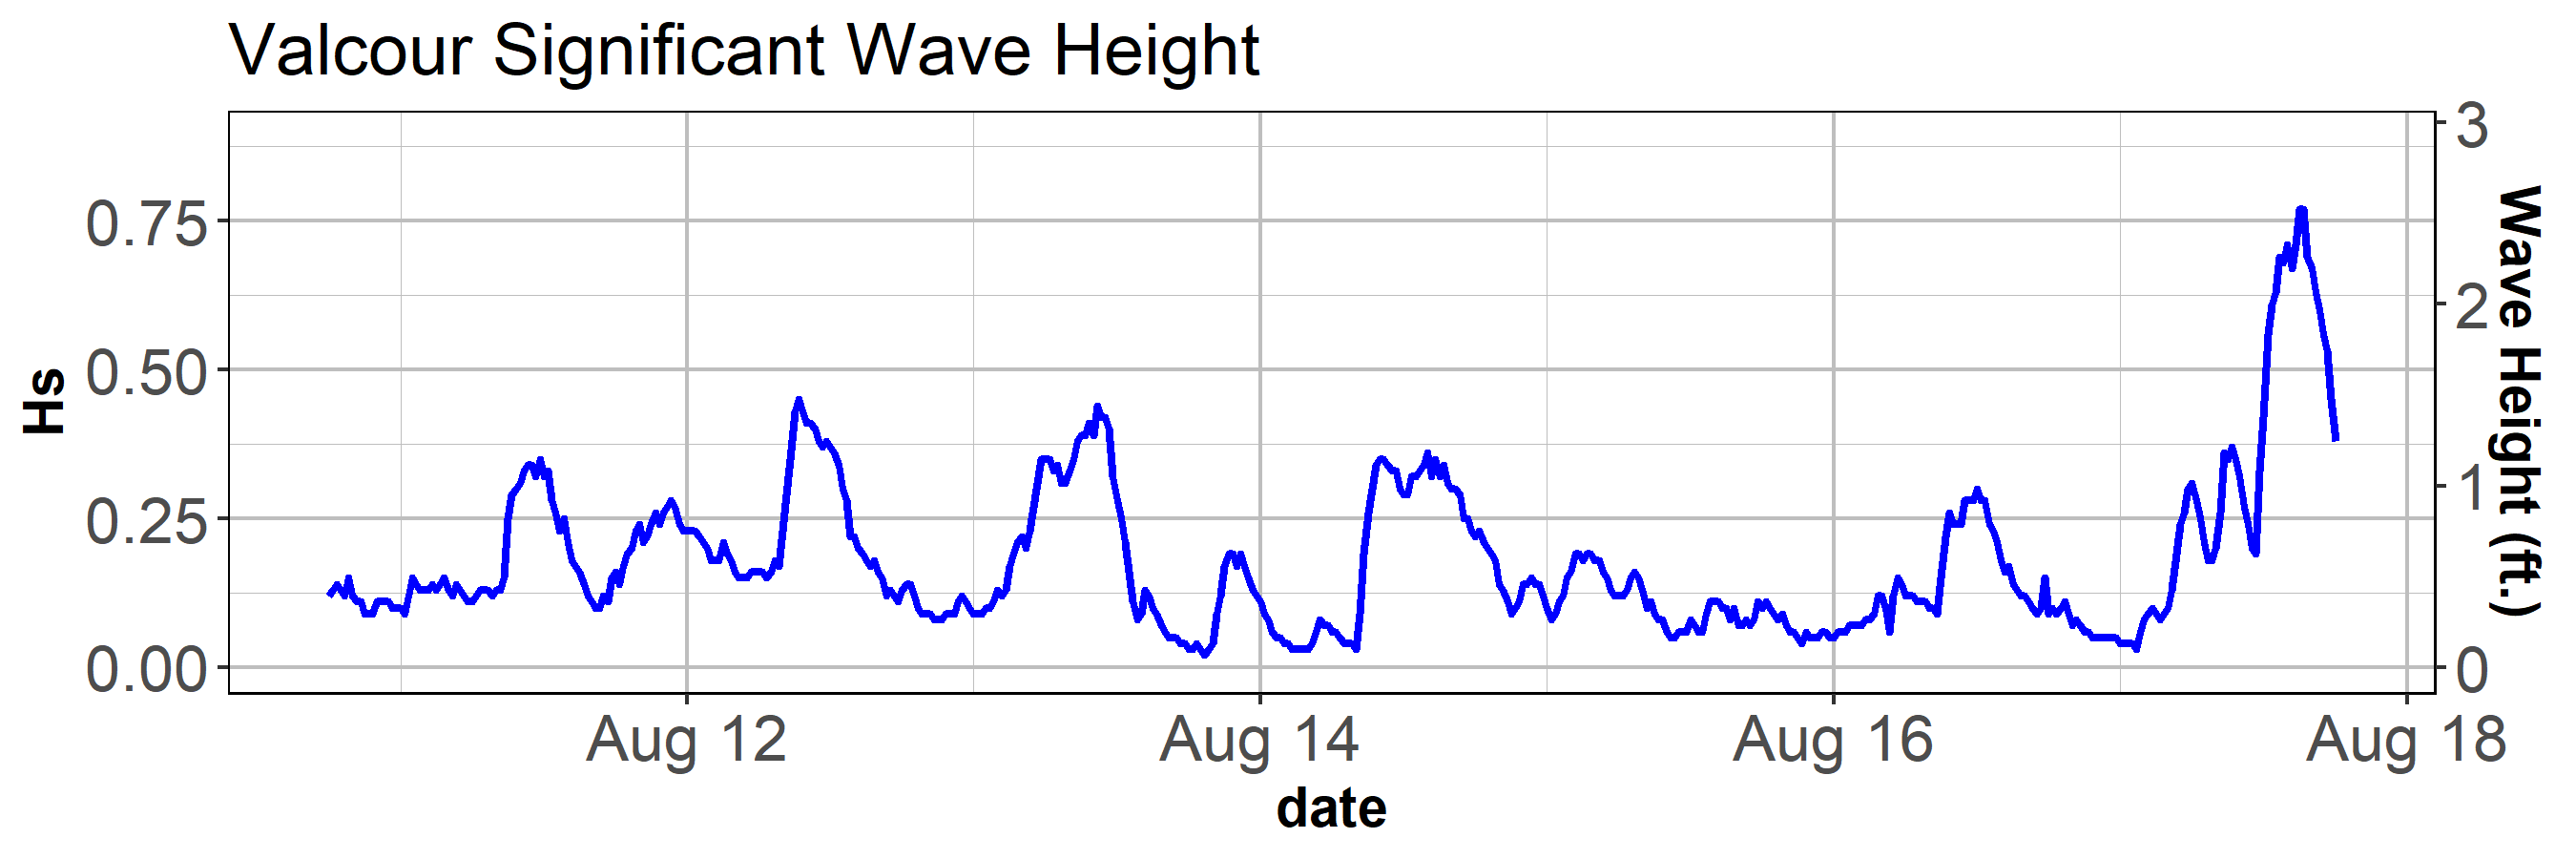 Valcour Significant Wave Height
Hs
0.75
0.50
0.25
0.00
3
2
1
0
Wave Height (ft.)
Aug 12
Aug 14
Aug 16
Aug 18
date